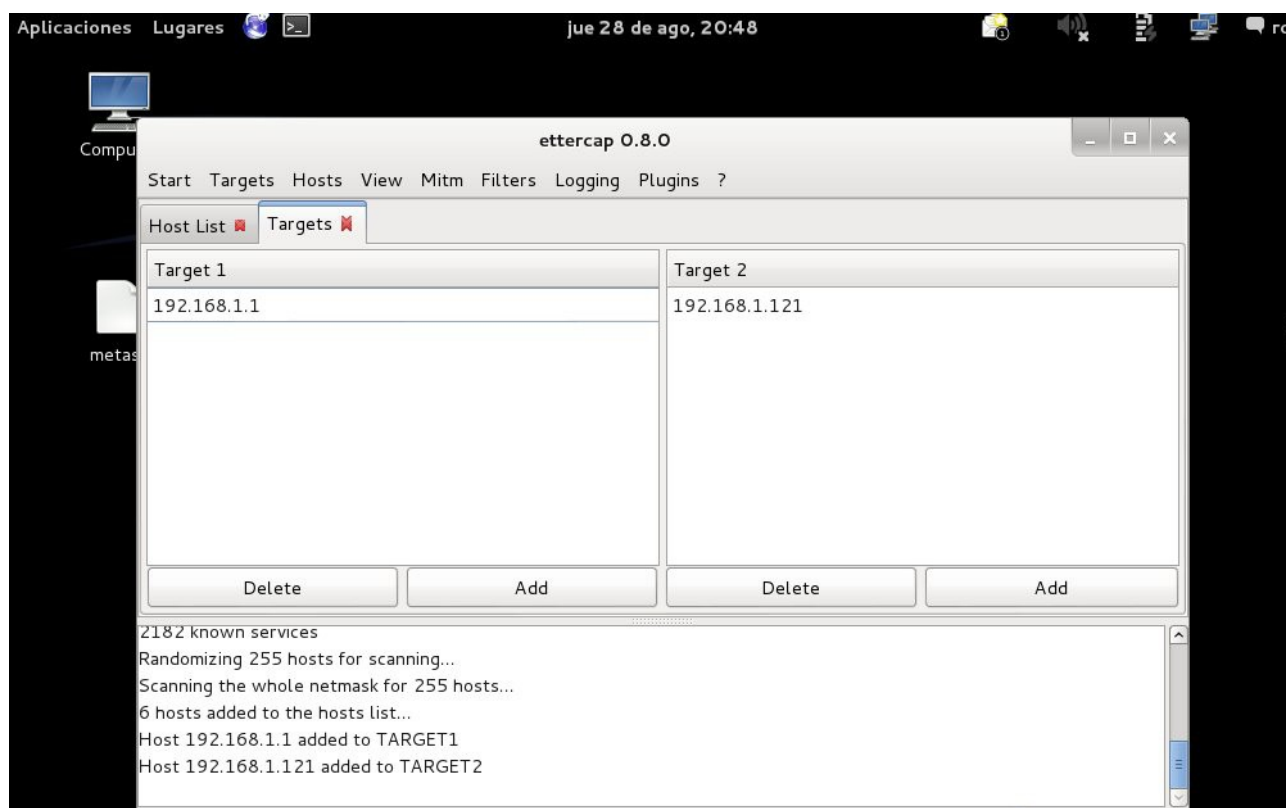 Aplicaciones Lugares jue 28 de ago, 20:48
ettercap 0.8.0
Start Targets Hosts View Mitm Filters Logging Plugins ?
Host List Targets
Target 1 Target 2
192.168.1.1 192.168.1.121
Delete Add Delete Add
2182 known services
Randomizing 255 hosts for scanning...
Scanning the whole netmask for 255 hosts...
6 hosts added to the hosts list...
Host 192.168.1.1 added to TARGET1
Host 192.168.1.121 added to TARGET2